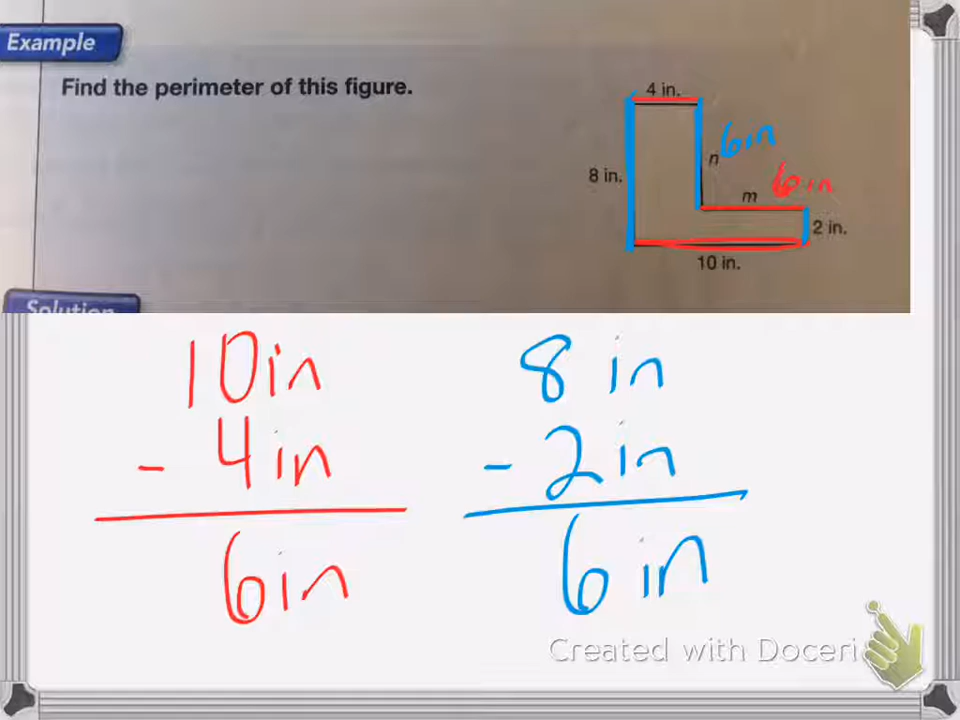 Example
Find the perimeter of this figure.
4 in.
8 in.
n
6in
m
6in
2 in.
10 in.
Solution
10in
- 4in
6in
8 in
- 2in
6 in
Created with Doceri